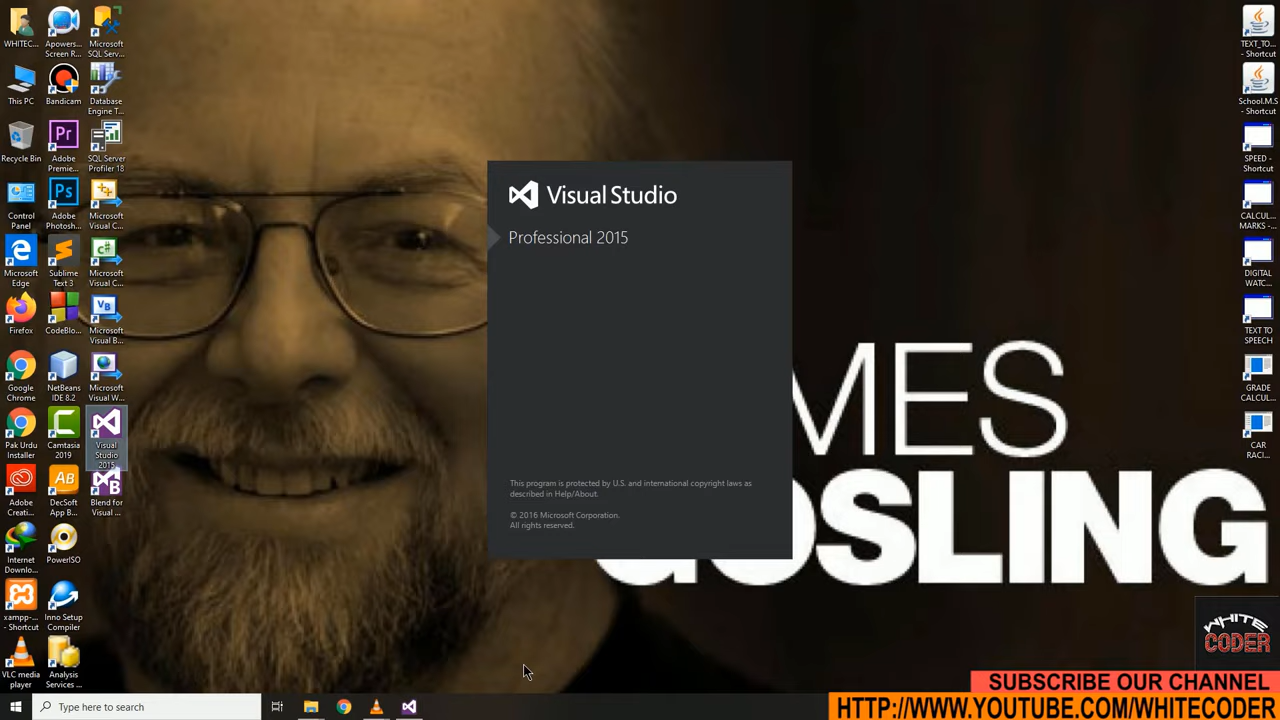 WHITEC...
Apowers...
Screen R...
Microsoft
SQL Serv...
This PC
Bandicam
Database
Engine T...
Recycle Bin
Adobe
Premie...
SQL Server
Profiler 18
Control
Panel
Adobe
Photosh...
Microsoft
Visual C...
Microsoft
Edge
Sublime
Text 3
Microsoft
Visual C...
Firefox
CodeBlo...
Microsoft
Visual B...
Google
Chrome
NetBeans
IDE 8.2
Microsoft
Visual W...
Pak Urdu
Installer
Camtasia
2019
Visual
Studio
2015
Adobe
Creati...
DecSoft
App B...
Blend for
Visual ...
Internet
Downlo...
PowerISO
xampp-...
- Shortcut
Inno Setup
Compiler
VLC media
player
Analysis
Services ...
Visual Studio
Professional 2015
This program is protected by U.S. and international copyright laws as
described in Help/About.
© 2016 Microsoft Corporation.
All rights reserved.
MES
GOSLING
TEXT_TO...
- Shortcut
School.M.S
- Shortcut
SPEED -
Shortcut
CALCUL...
MARKS -...
DIGITAL
WATC...
TEXT TO
SPEECH
GRADE
CALCUL...
CAR
RACI...
WHITE
CODER
SUBSCRIBE OUR CHANNEL
HTTP://WWW.YOUTUBE.COM/WHITECODER
Type here to search